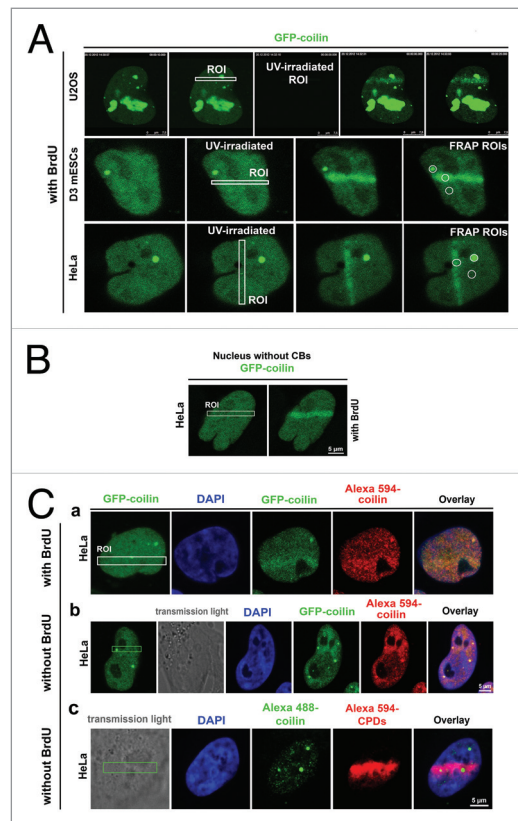 A
GFP-coilin
U2OS
ROI
UV-irradiated
ROI
with BrdU
D3 mESCs
UV-irradiated
ROI
FRAP ROIs
HeLa
UV-irradiated
ROI
FRAP ROIs
B
Nucleus without CBs
GFP-coilin
HeLa
ROI
5 µm
with BrdU
C
a
GFP-coilin
DAPI
GFP-coilin
Alexa 594-
coilin
Overlay
with BrdU
HeLa
ROI
b
transmission light
DAPI
GFP-coilin
Alexa 594-
coilin
Overlay
without BrdU
HeLa
5 µm
c
transmission light
DAPI
Alexa 488-
coilin
Alexa 594-
CPDs
Overlay
without BrdU
HeLa
5 µm